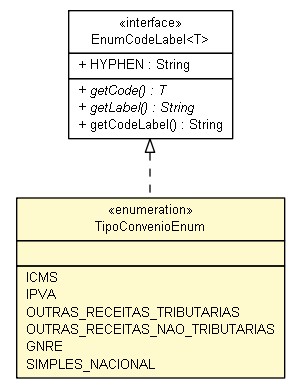 «interface»
EnumCodeLabel<T>
+ HYPHEN : String
+ getCode() : T
+ getLabel() : String
+ getCodeLabel() : String
«enumeration»
TipoConvenioEnum
ICMS
IPVA
OUTRAS_RECEITAS_TRIBUTARIAS
OUTRAS_RECEITAS_NAO_TRIBUTARIAS
GNRE
SIMPLES_NACIONAL